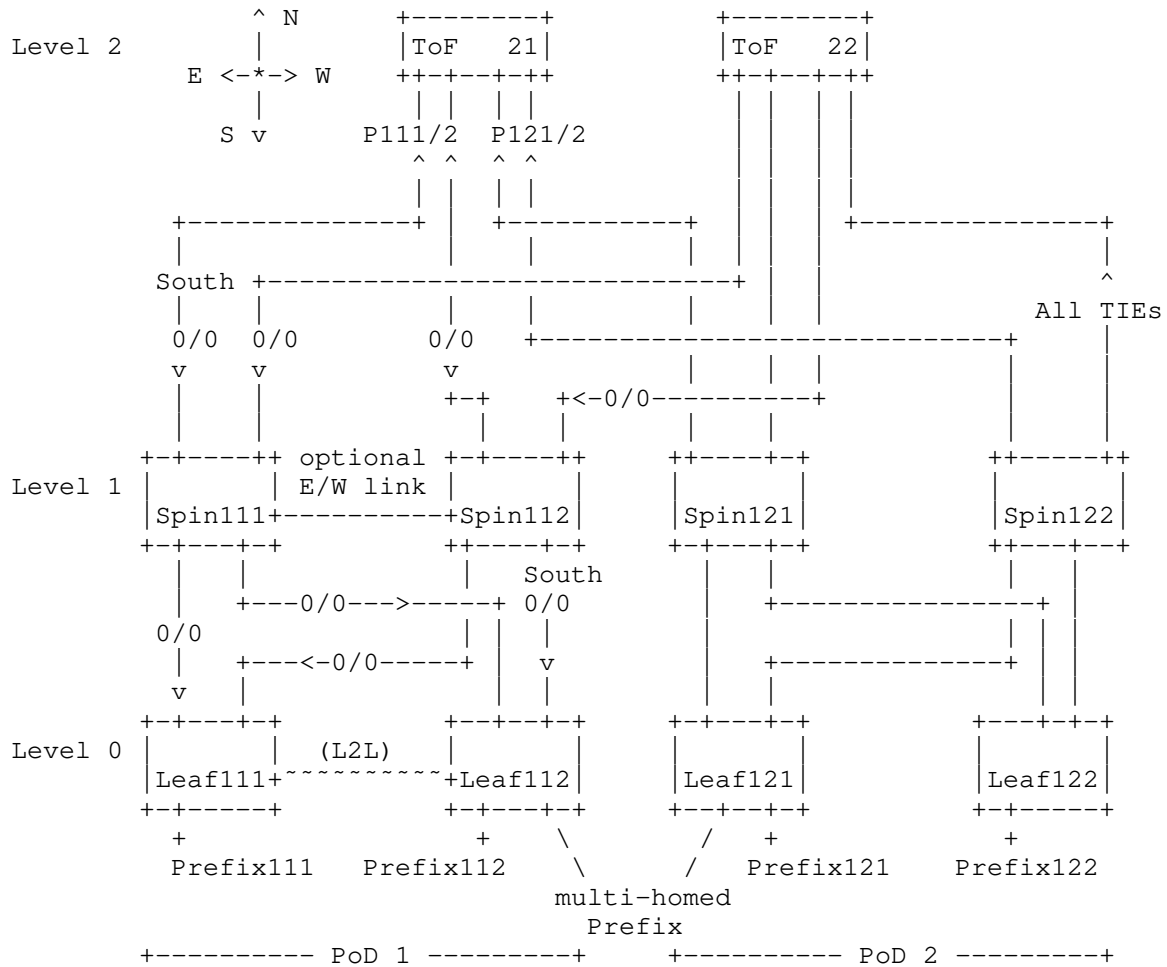 ^ N
Level 2 ToF 21 ToF 22
E <-*-> W
S v P111/2 P121/2
^ ^ ^ ^
South ^
All TIEs
0/0 0/0 0/0
v v v
<-0/0
optional
Level 1 E/W link
Spin111 Spin112 Spin121 Spin122
South
0/0 > 0/0
0/0
<-0/0 v
v
Level 0 (L2L)
Leaf111 ~~~~~~~~~~ Leaf112 Leaf121 Leaf122
Prefix111 Prefix112 Prefix121 Prefix122
multi-homed
Prefix
PoD 1 PoD 2